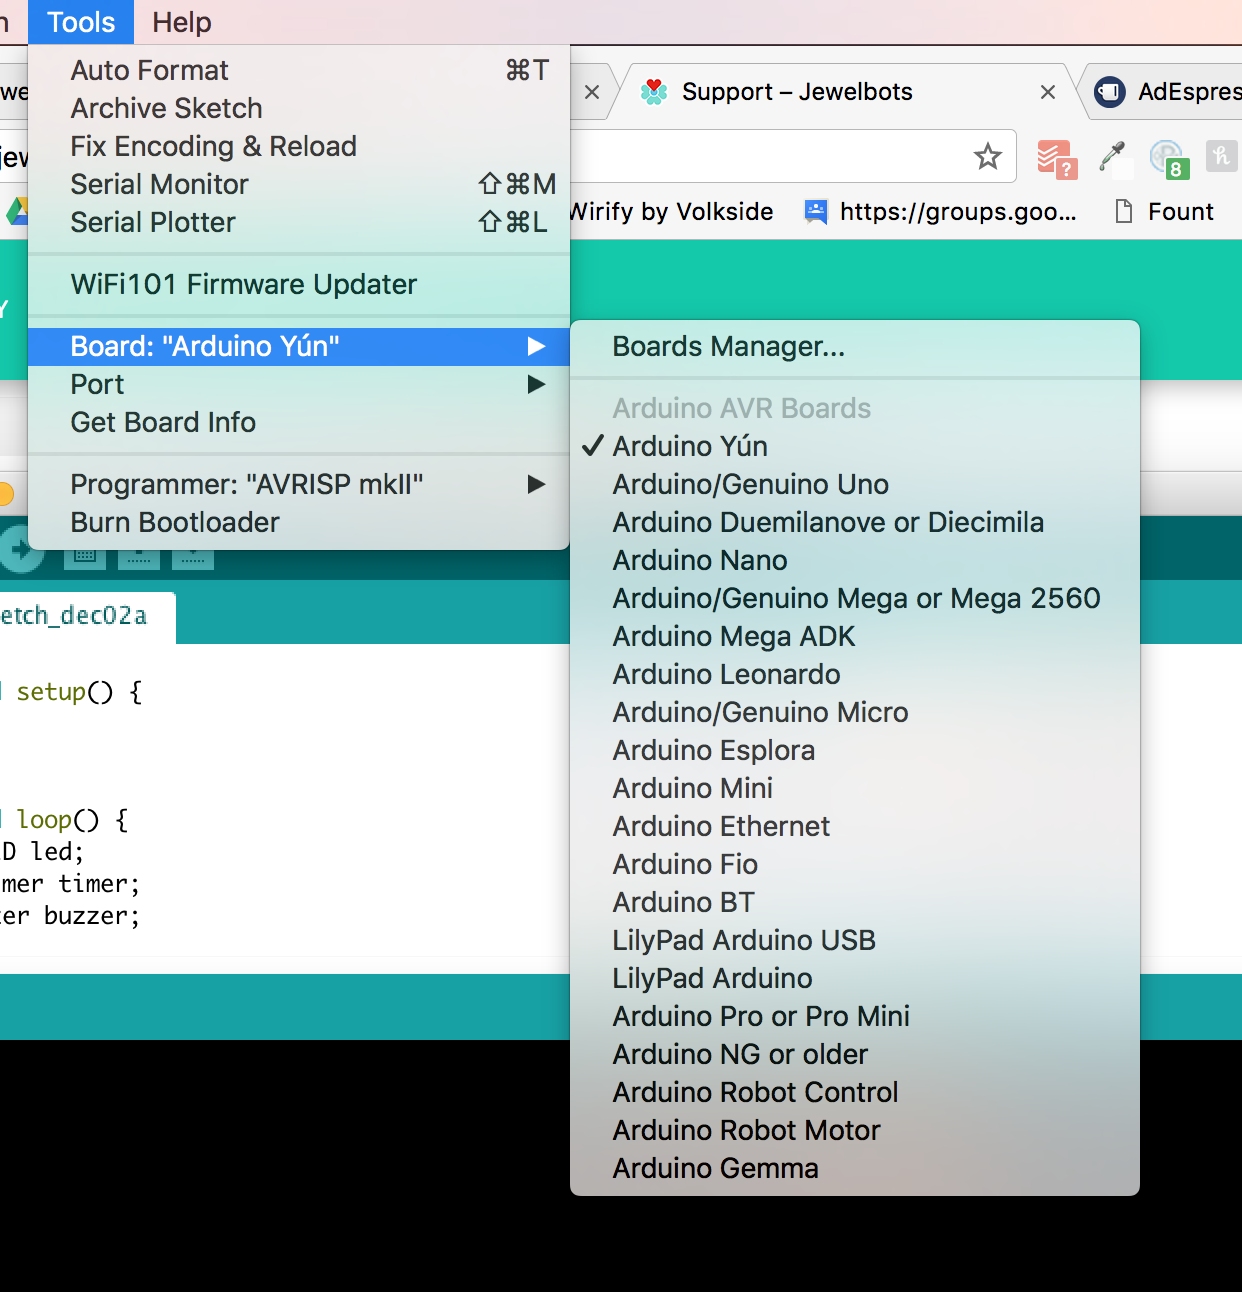 Tools Help
Auto Format ⌘T
Archive Sketch
Fix Encoding & Reload
Serial Monitor ⇧⌘M
Serial Plotter ⇧⌘L
WiFi101 Firmware Updater
Board: "Arduino Yún"
Port
Get Board Info
Programmer: "AVRISP mkII"
Burn Bootloader
Support – Jewelbots
AdEspres
?
8
h
Wirify by Volkside
https://groups.goo...
Fount
Boards Manager...
Arduino AVR Boards
✓ Arduino Yún
Arduino/Genuino Uno
Arduino Duemilanove or Diecimila
Arduino Nano
Arduino/Genuino Mega or Mega 2560
Arduino Mega ADK
Arduino Leonardo
Arduino/Genuino Micro
Arduino Esplora
Arduino Mini
Arduino Ethernet
Arduino Fio
Arduino BT
LilyPad Arduino USB
LilyPad Arduino
Arduino Pro or Pro Mini
Arduino NG or older
Arduino Robot Control
Arduino Robot Motor
Arduino Gemma
etch_dec02a
setup() {
loop() {
D led;
mer timer;
er buzzer;